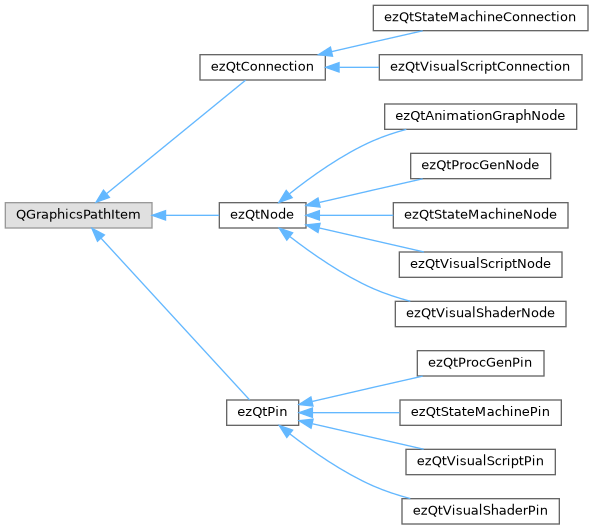 ezQtStateMachineConnection
ezQtConnection
ezQtVisualScriptConnection
ezQtAnimationGraphNode
ezQtProcGenNode
QGraphicsPathItem
ezQtNode
ezQtStateMachineNode
ezQtVisualScriptNode
ezQtVisualShaderNode
ezQtProcGenPin
ezQtPin
ezQtStateMachinePin
ezQtVisualScriptPin
ezQtVisualShaderPin